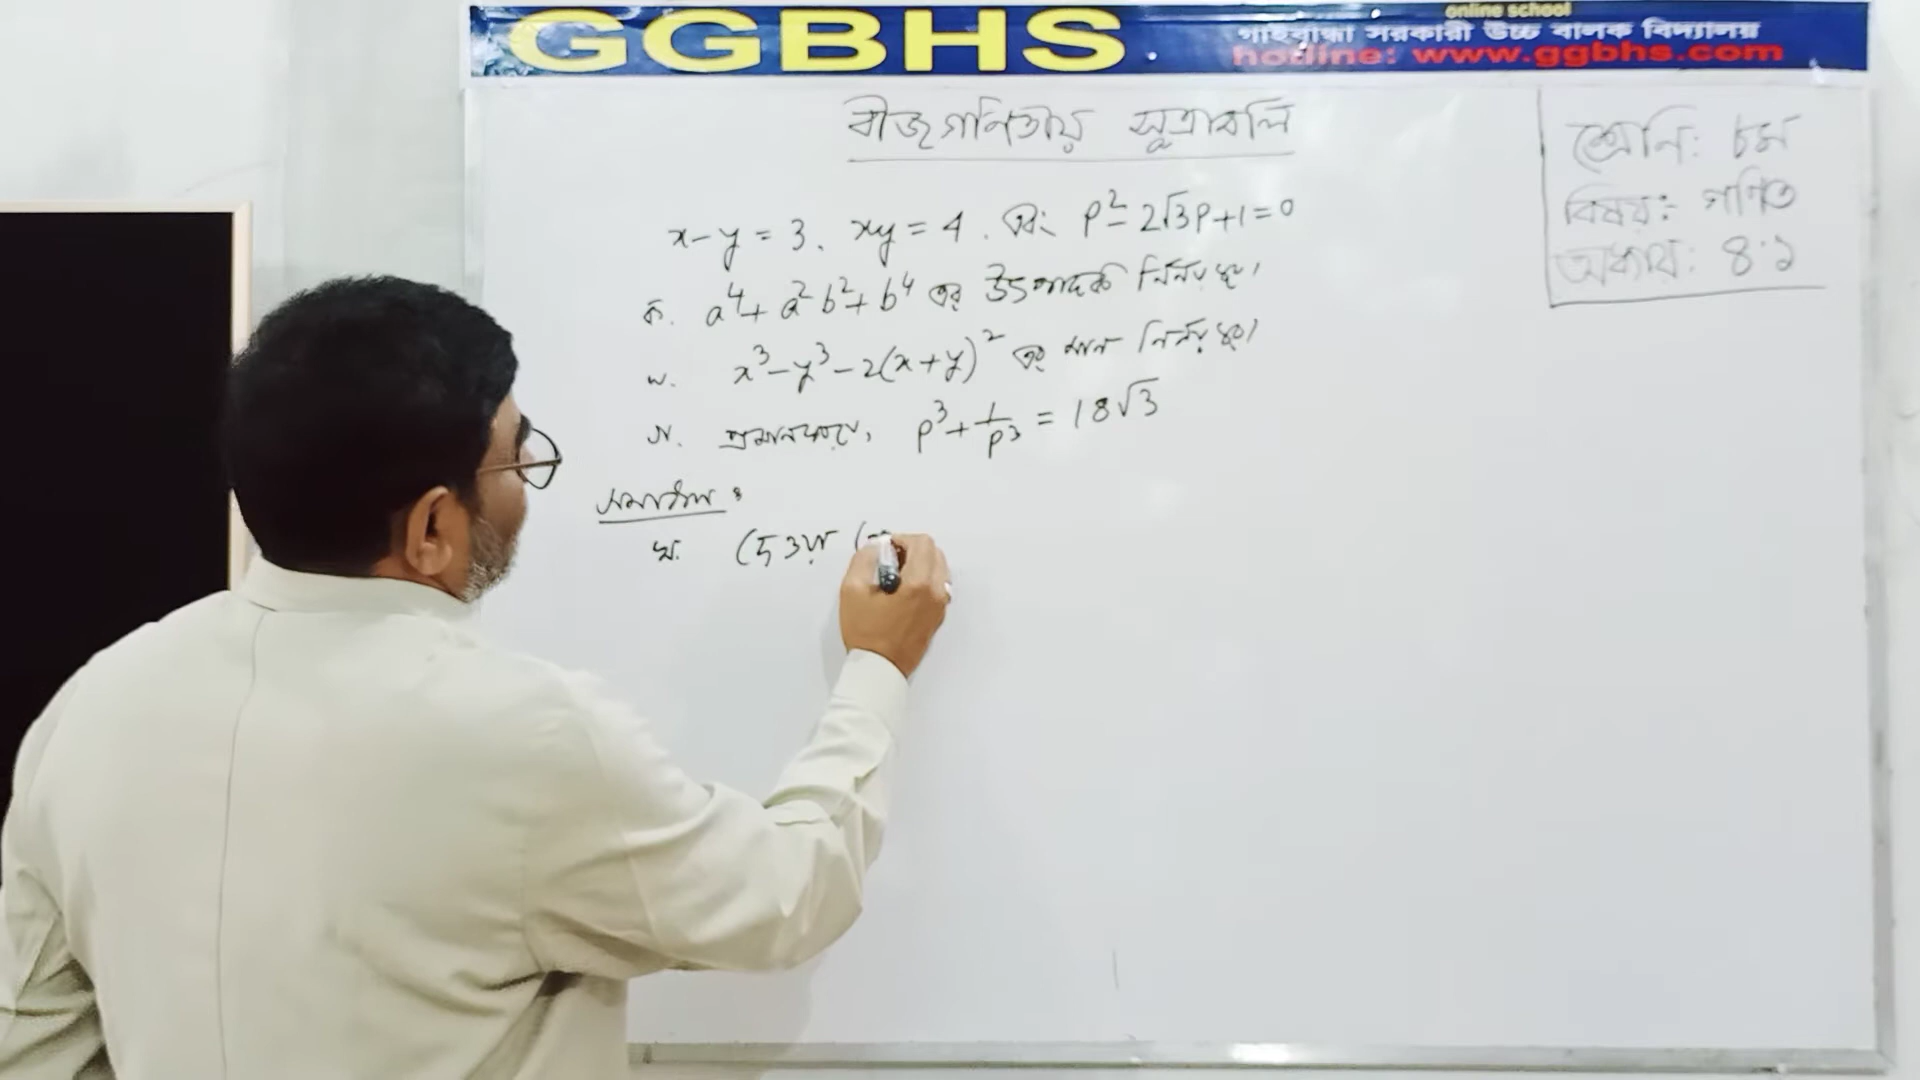 GGBHS
online school
গাইবান্ধা সরকারী উচ্চ বালক বিদ্যালয়
hotline: www.ggbhs.com
বীজগণিতীয় সূত্রাবলি
শ্রেনি: ৮ম
বিষয়: গণিত
অধ্যায়: ৪.১
x-y = 3, xy = 4. এবং p²-2√3p+1=0
ক. a⁴+a²b²+b⁴ এর উৎপাদক নির্ণয় কর।
খ. x³-y³-2(x+y)² এর মান নির্ণয় কর।
গ. প্রমাণ কর যে, p³+1/p³ = 18√3
সমাধান :
খ. দেওয়া